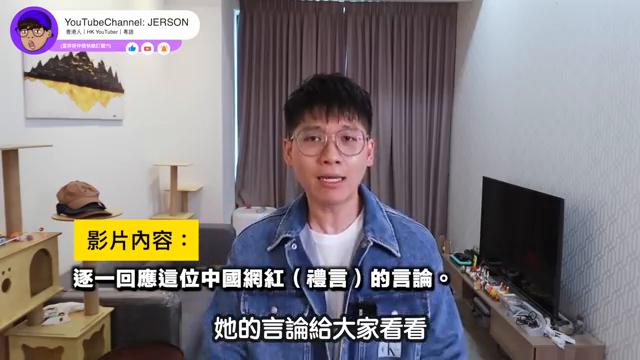 YouTubeChannel: JERSON
香港人｜HK YouTuber｜粵語
影片內容：
逐一回應這位中國網紅（禮言）的言論。
她的言論給大家看看